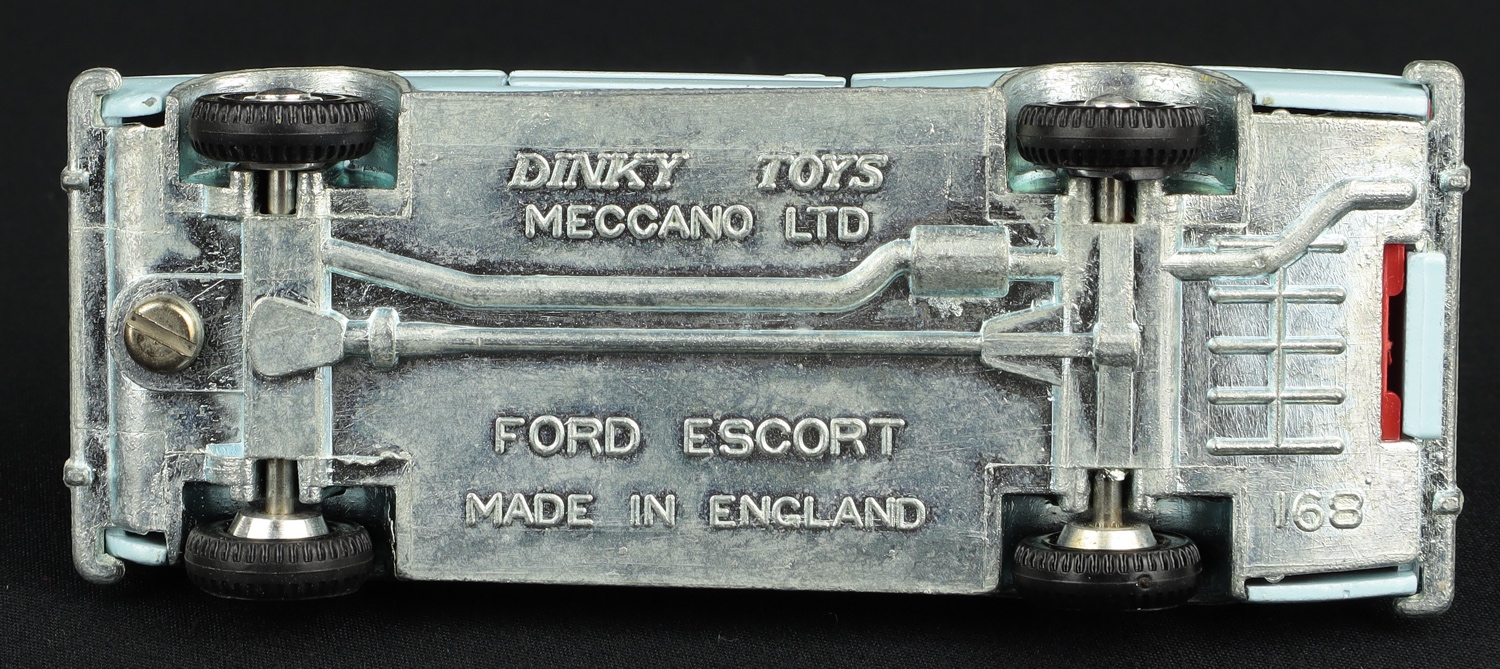 DINKY TOYS
MECCANO LTD
FORD ESCORT
MADE IN ENGLAND
168